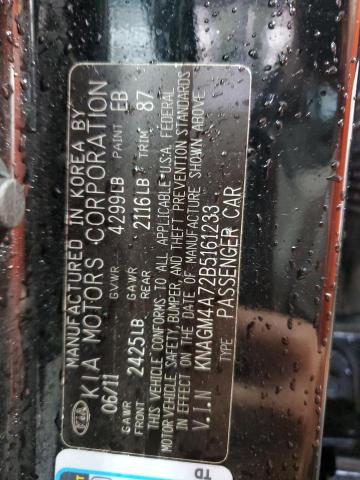 MANUFACTURED IN KOREA BY
KIA KIA MOTORS CORPORATION
06/11 GVWR 4299LB PAINT EB
GAWR FRONT 2425LB GAWR REAR 2116LB TRIM 87
THIS VEHICLE CONFORMS TO ALL APPLICABLE U.S.A. FEDERAL
MOTOR VEHICLE SAFETY, BUMPER, AND THEFT PREVENTION STANDARDS
IN EFFECT ON THE DATE OF MANUFACTURE SHOWN ABOVE
V.I.N KNAGM4A72B5161233
TYPE PASSENGER CAR
TD